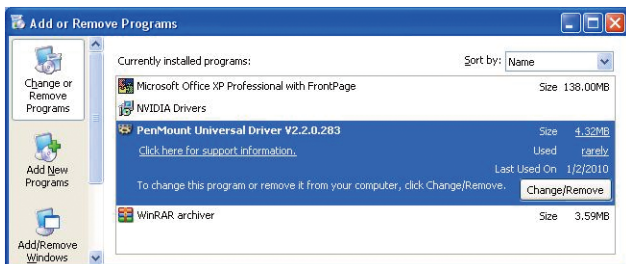 Add or Remove Programs
Change or
Remove
Programs
Add New
Programs
Add/Remove
Windows
Currently installed programs:
Sort by: Name
Microsoft Office XP Professional with FrontPage Size 138.00MB
NVIDIA Drivers
PenMount Universal Driver V2.2.0.283 Size 4.32MB
Click here for support information. Used rarely
Last Used On 1/2/2010
To change this program or remove it from your computer, click Change/Remove. Change/Remove
WinRAR archiver Size 3.59MB